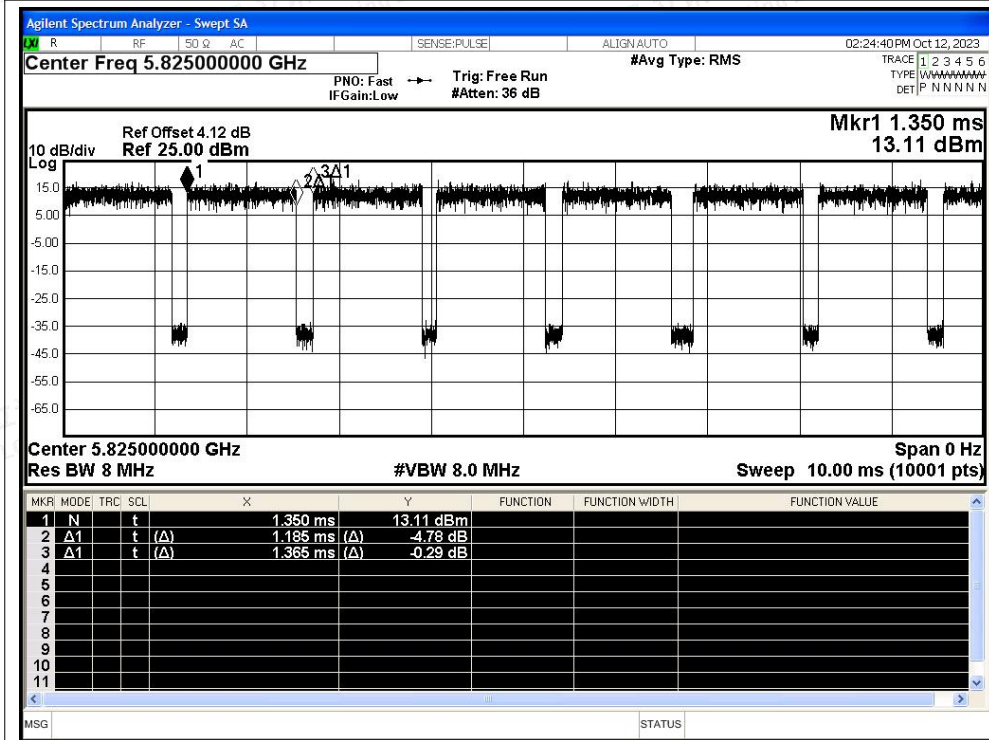 Agilent Spectrum Analyzer - Swept SA
LXI R RF 50 Ω AC SENSE:PULSE ALIGN AUTO 02:24:40 PM Oct 12, 2023
Center Freq 5.825000000 GHz #Avg Type: RMS TRACE 1 2 3 4 5 6
PNO: Fast Trig: Free Run TYPE W
IFGain:Low #Atten: 36 dB DET P N N N N N
Mkr1 1.350 ms
Ref Offset 4.12 dB
10 dB/div Ref 25.00 dBm 13.11 dBm
Log
1 2Δ 3Δ1
15.0
5.00
-5.00
-15.0
-25.0
-35.0
-45.0
-55.0
-65.0
Center 5.825000000 GHz Span 0 Hz
Res BW 8 MHz #VBW 8.0 MHz Sweep 10.00 ms (10001 pts)
MKR MODE TRC SCL X Y FUNCTION FUNCTION WIDTH FUNCTION VALUE
1 N t 1.350 ms 13.11 dBm
2 Δ1 t (Δ) 1.185 ms (Δ) -4.78 dB
3 Δ1 t (Δ) 1.365 ms (Δ) -0.29 dB
4
5
6
7
8
9
10
11
MSG STATUS